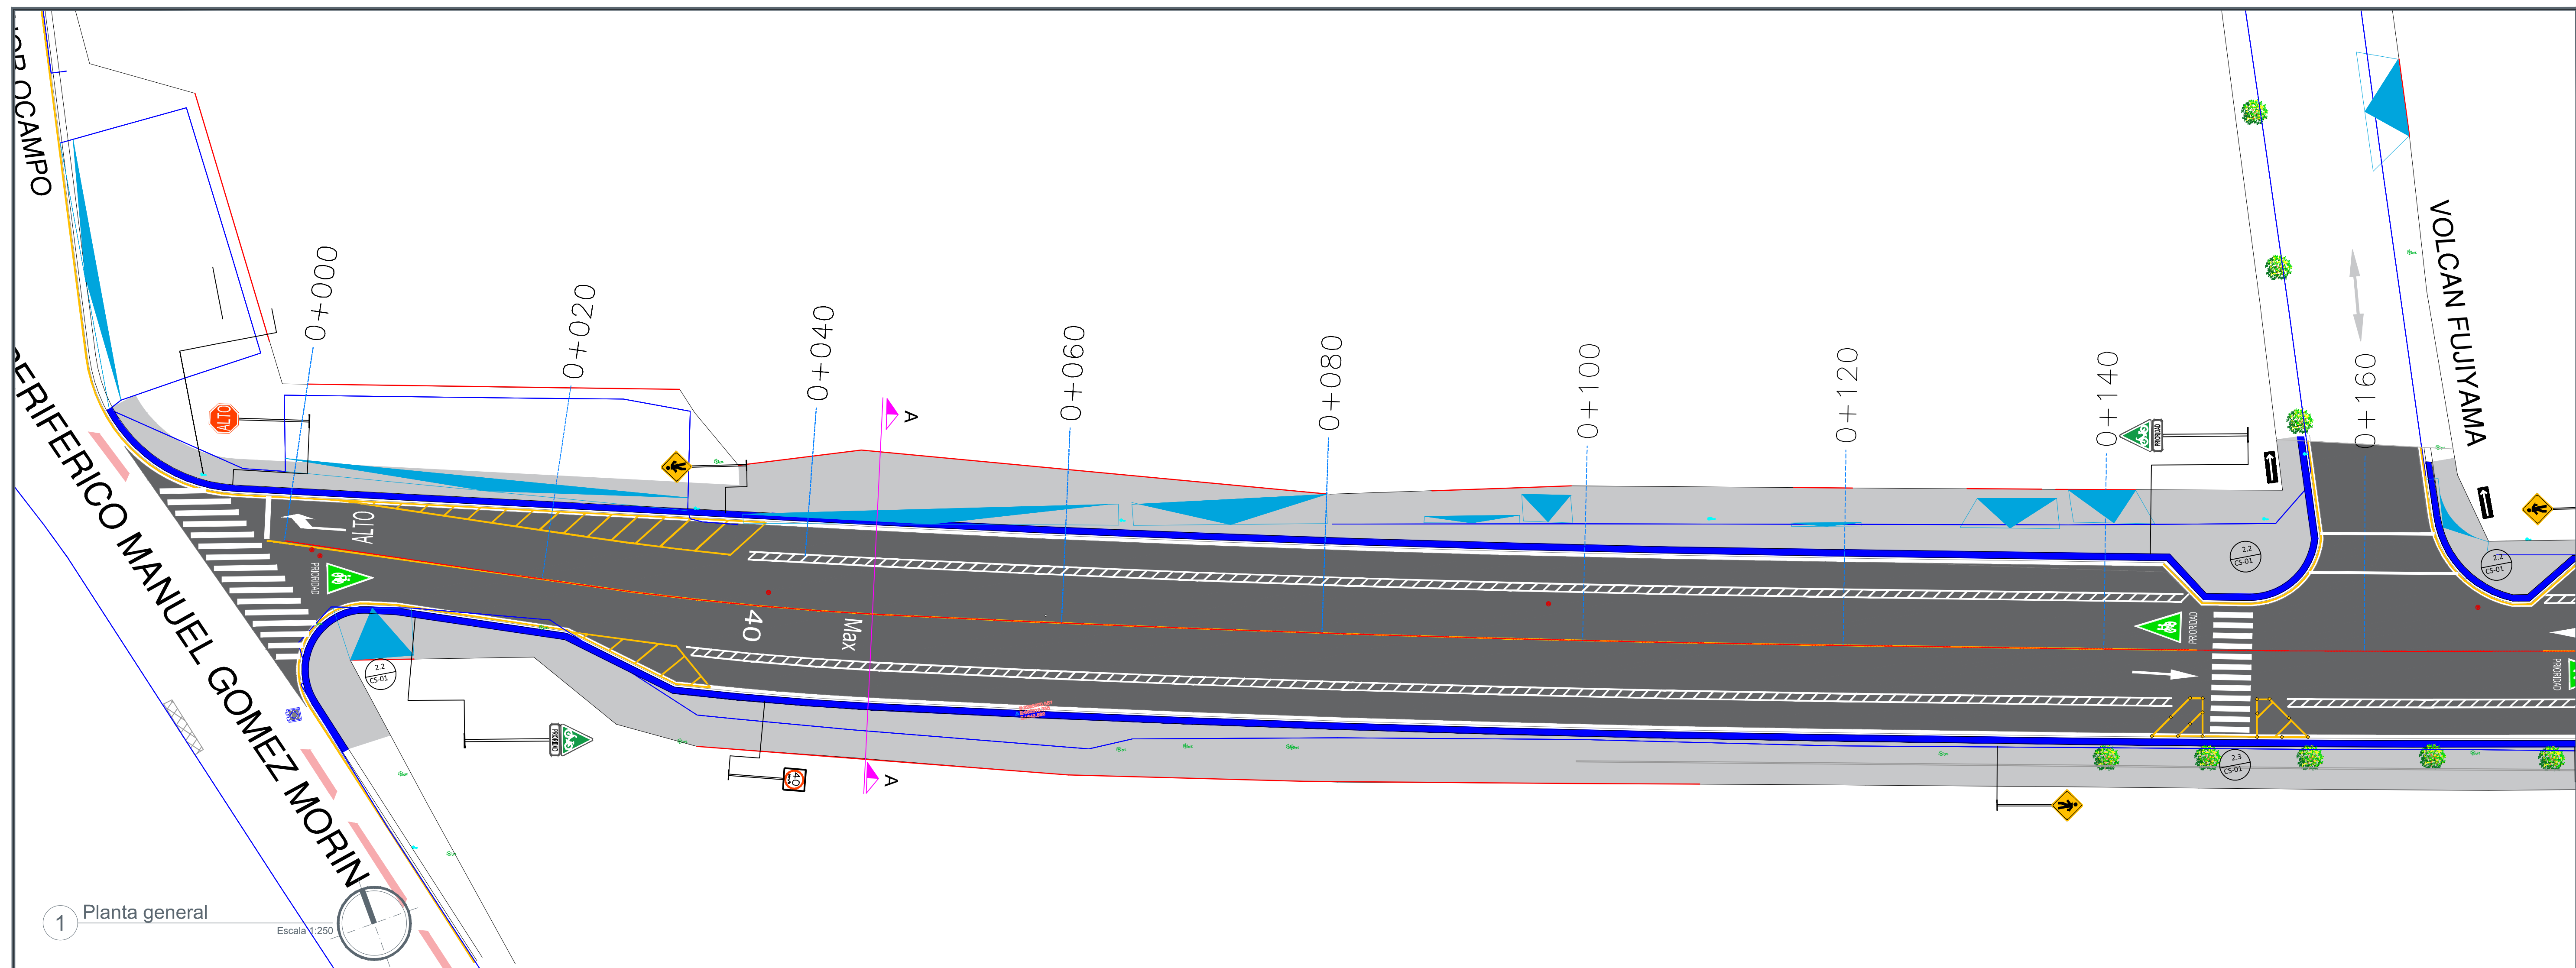 OCAMPO
PERIFERICO MANUEL GOMEZ MORIN
VOLCAN FUJIYAMA
0+000
0+020
0+040
0+060
0+080
0+100
0+120
0+140
0+160
ALTO
ALTO
PRIORIDAD
A
A
40
Max
40
PRIORIDAD
PRIORIDAD
PRIORIDAD
PRIORIDAD
2.2
CS-01
2.2
CS-01
2.2
CS-01
2.3
CS-01
1
Planta general
Escala 1:250